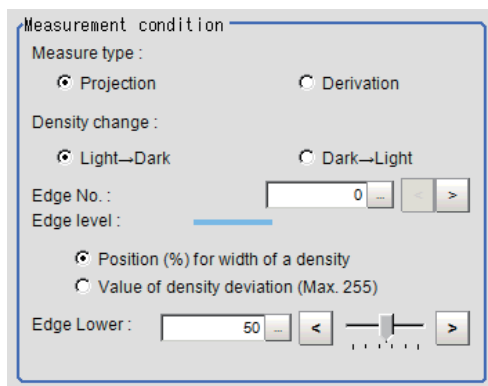 Measurement condition
Measure type :
Projection Derivation
Density change :
Light→Dark Dark→Light
Edge No. : 0 ... < >
Edge level :
Position (%) for width of a density
Value of density deviation (Max. 255)
Edge Lower : 50 ... < >